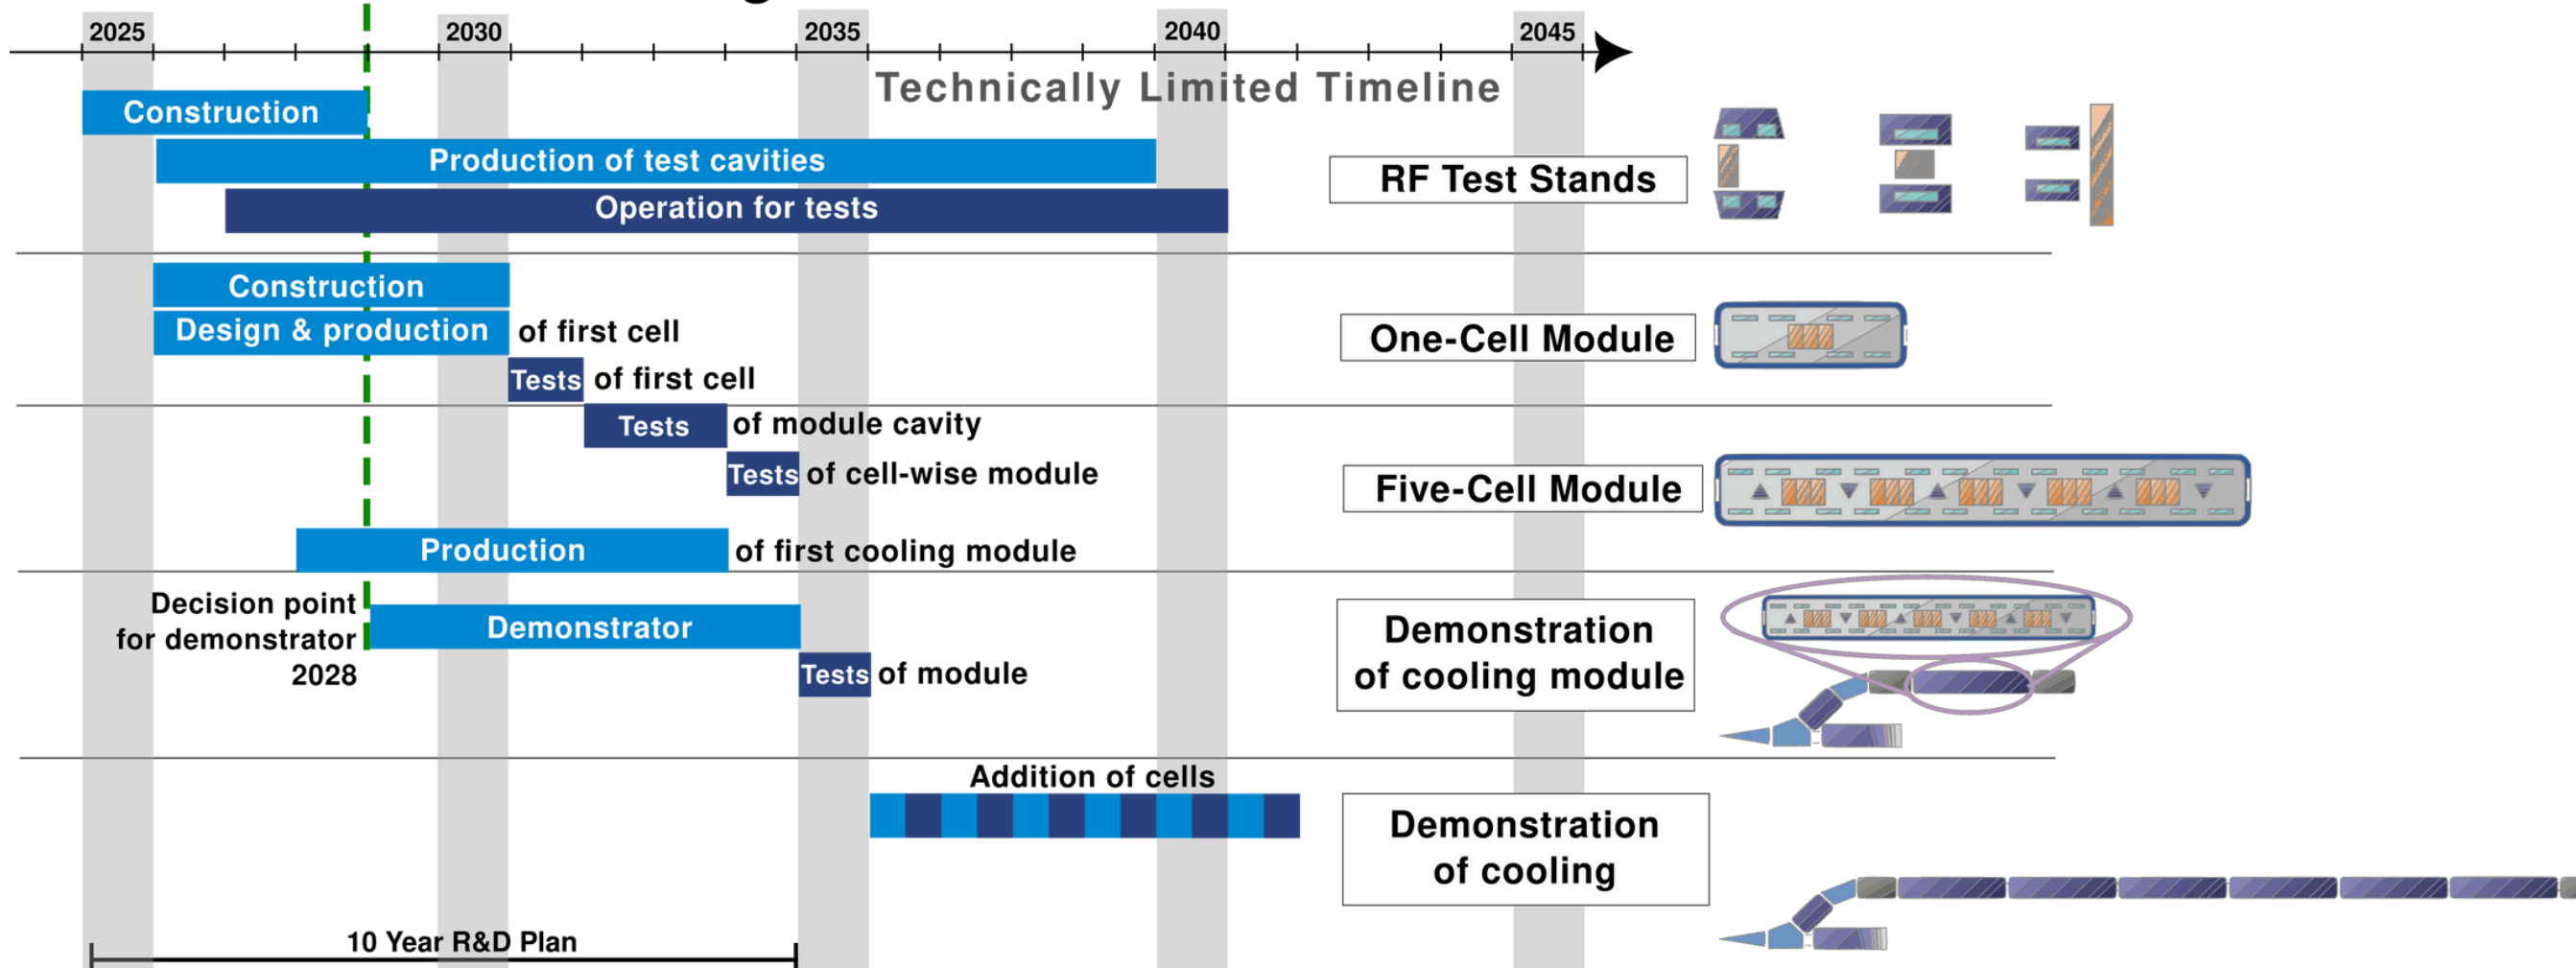 2025
2030
2035
2040
2045
Technically Limited Timeline
Construction
Production of test cavities
Operation for tests
RF Test Stands
Construction
Design & production of first cell
Tests of first cell
One-Cell Module
Tests of module cavity
Tests of cell-wise module
Five-Cell Module
Production of first cooling module
Decision point
for demonstrator
2028
Demonstrator
Tests of module
Demonstration
of cooling module
Addition of cells
Demonstration
of cooling
10 Year R&D Plan